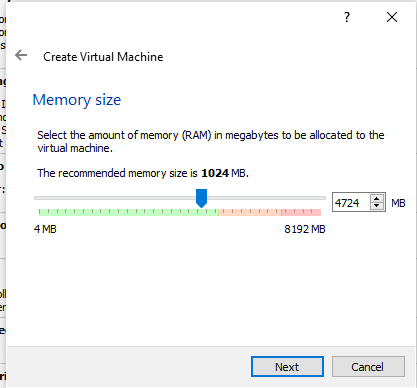 ?
Create Virtual Machine
Memory size
Select the amount of memory (RAM) in megabytes to be allocated to the
virtual machine.
The recommended memory size is 1024 MB.
4724 MB
4 MB 8192 MB
Next Cancel